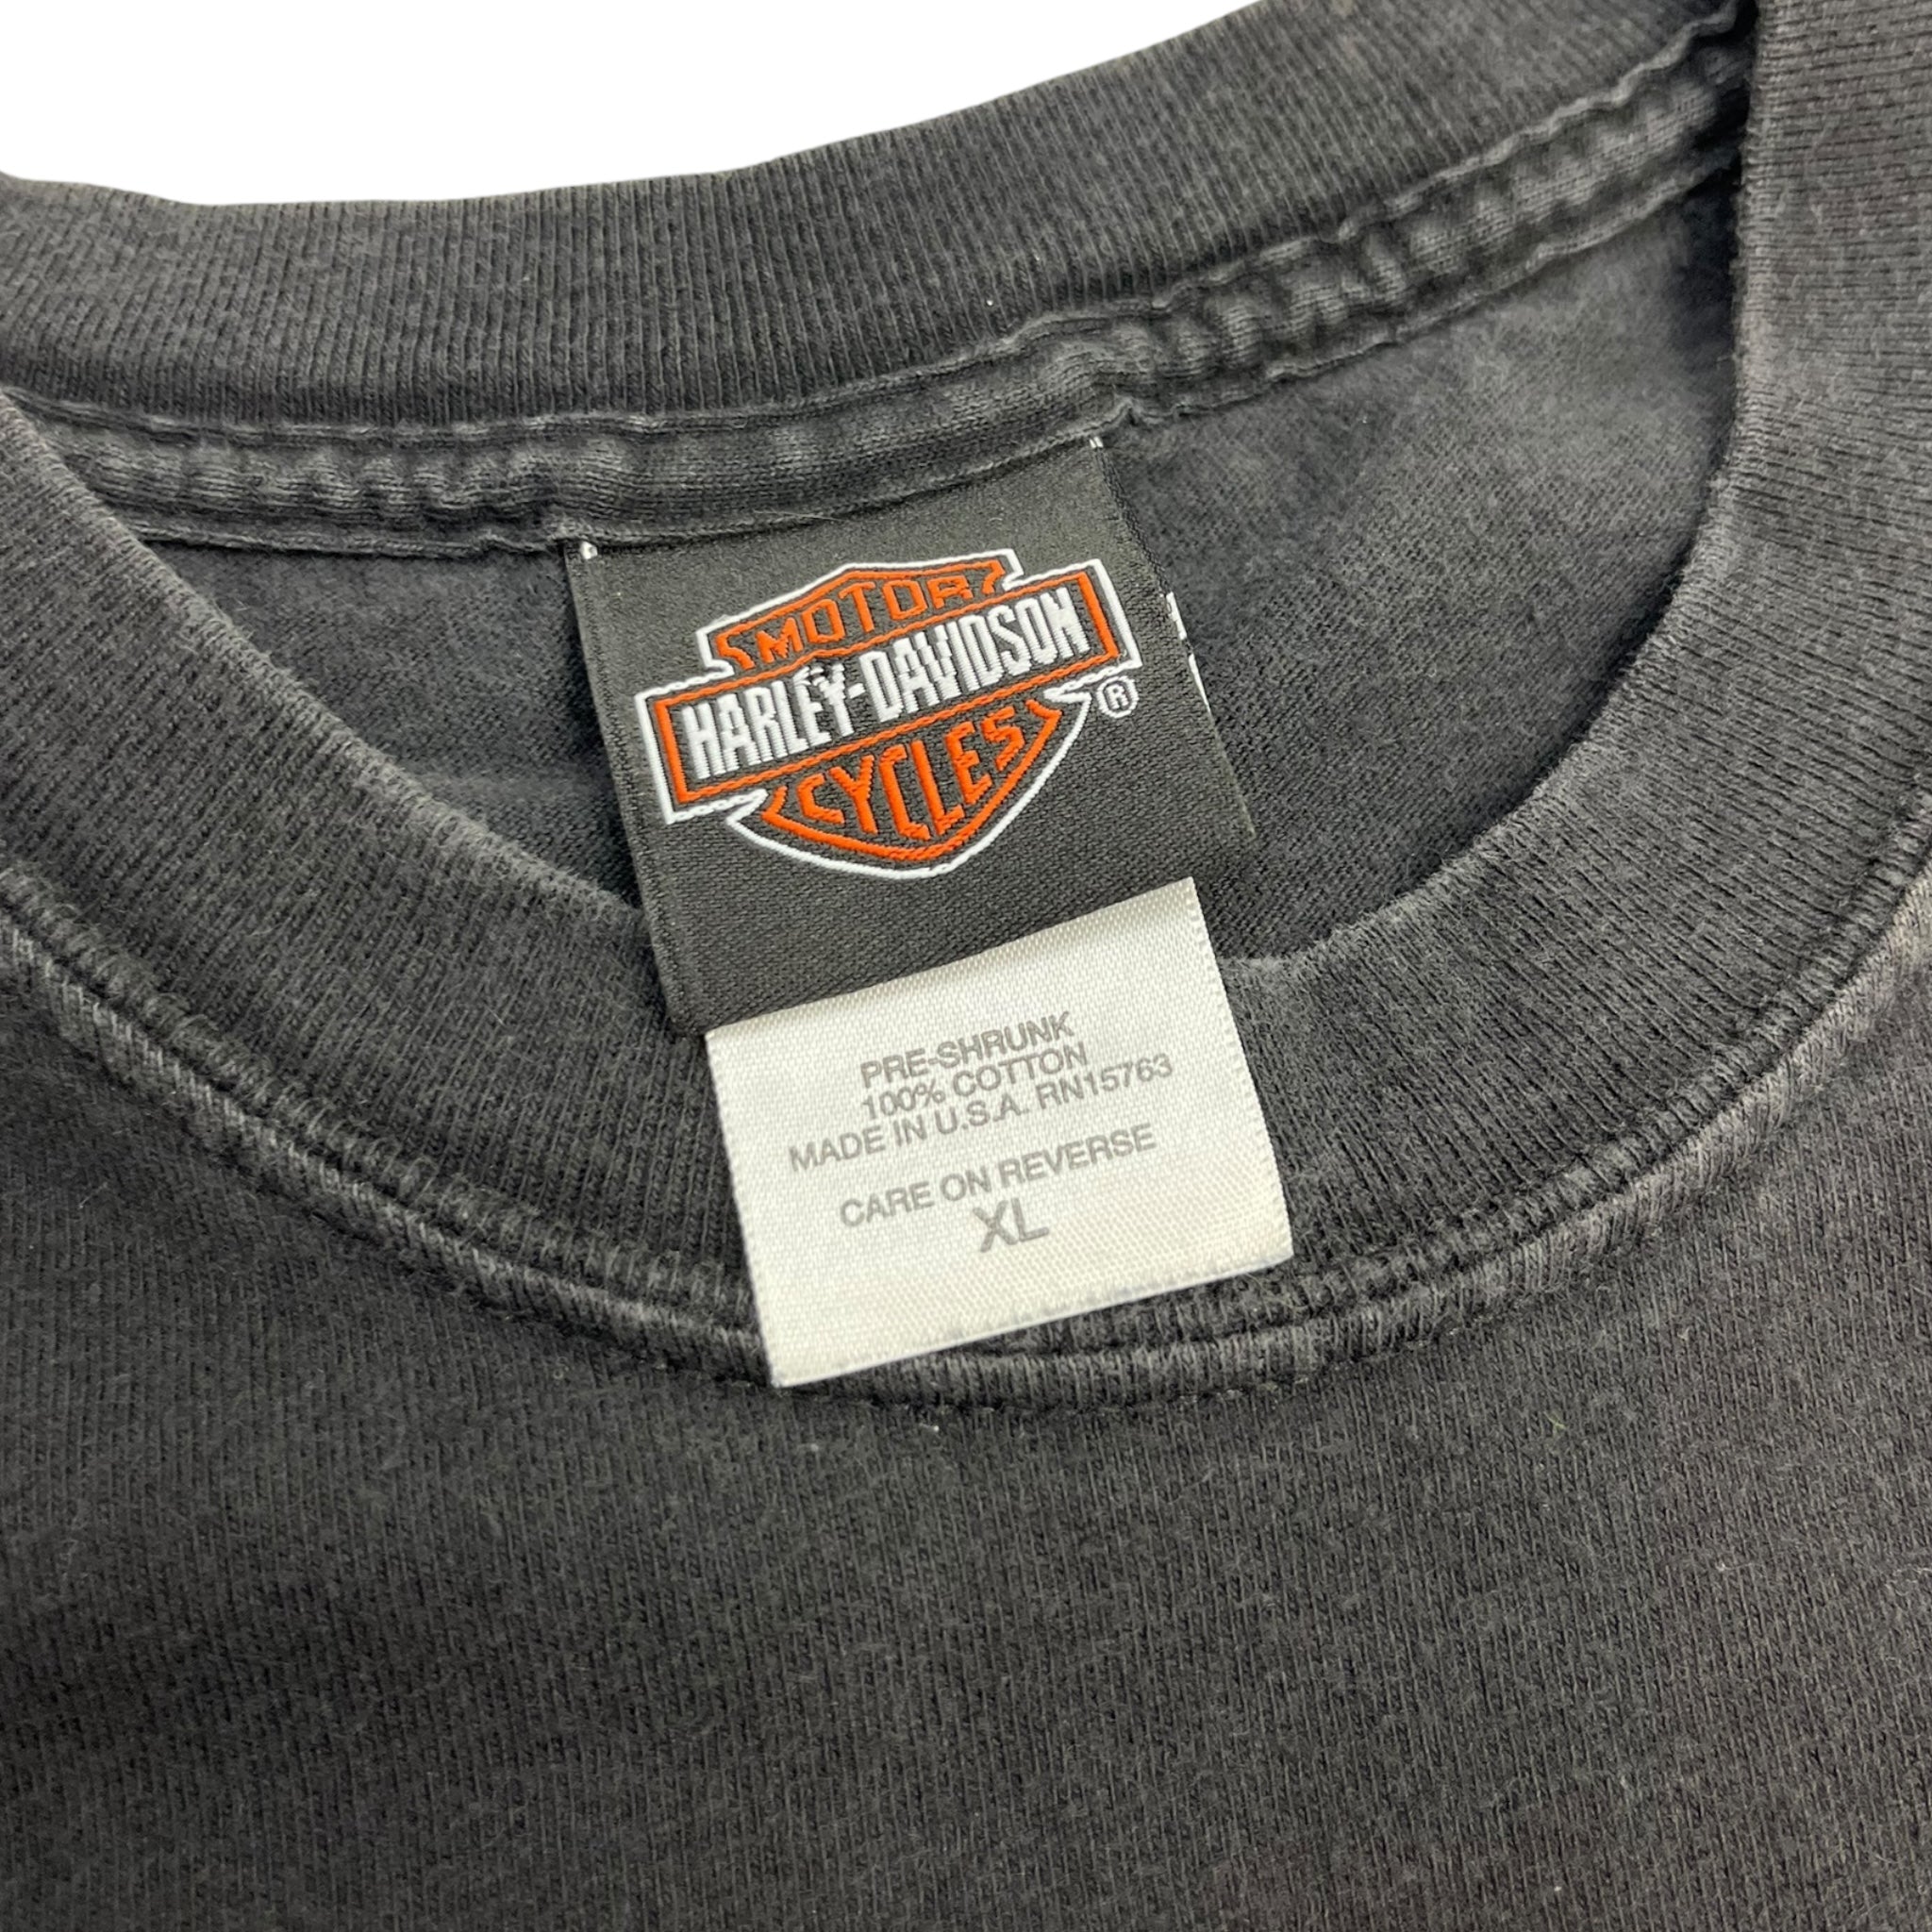 MOTOR
HARLEY-DAVIDSON
CYCLES
®
PRE-SHRUNK
100% COTTON
MADE IN U.S.A. RN15763
CARE ON REVERSE
XL